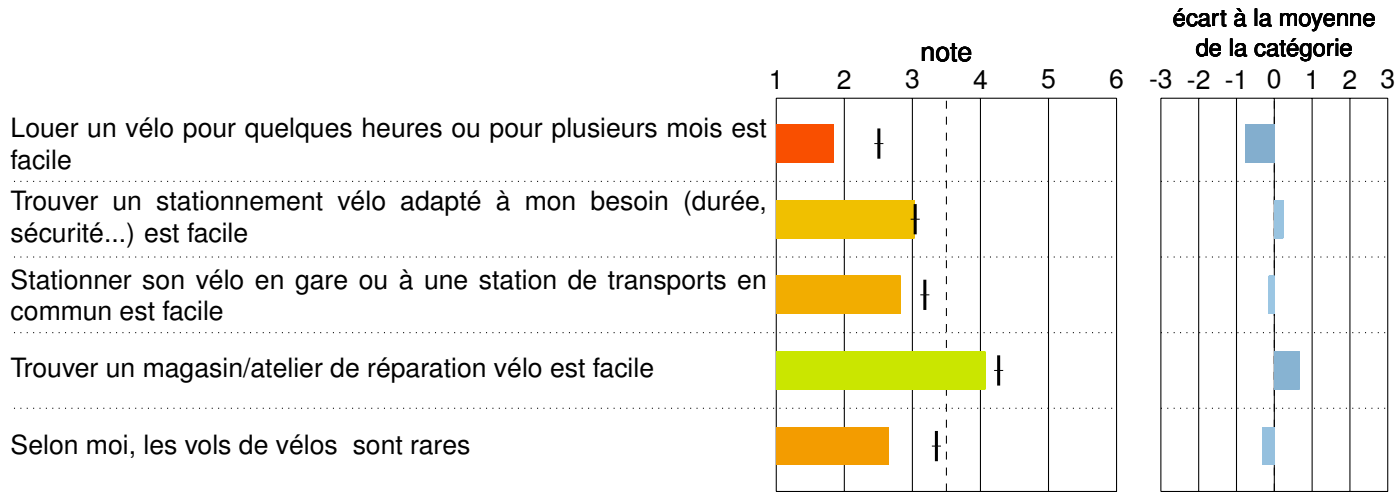 écart à la moyenne
note
de la catégorie
1 2 3 4 5 6
-3 -2 -1 0 1 2 3
Louer un vélo pour quelques heures ou pour plusieurs mois est
facile
Trouver un stationnement vélo adapté à mon besoin (durée,
sécurité...) est facile
Stationner son vélo en gare ou à une station de transports en
commun est facile
Trouver un magasin/atelier de réparation vélo est facile
Selon moi, les vols de vélos sont rares